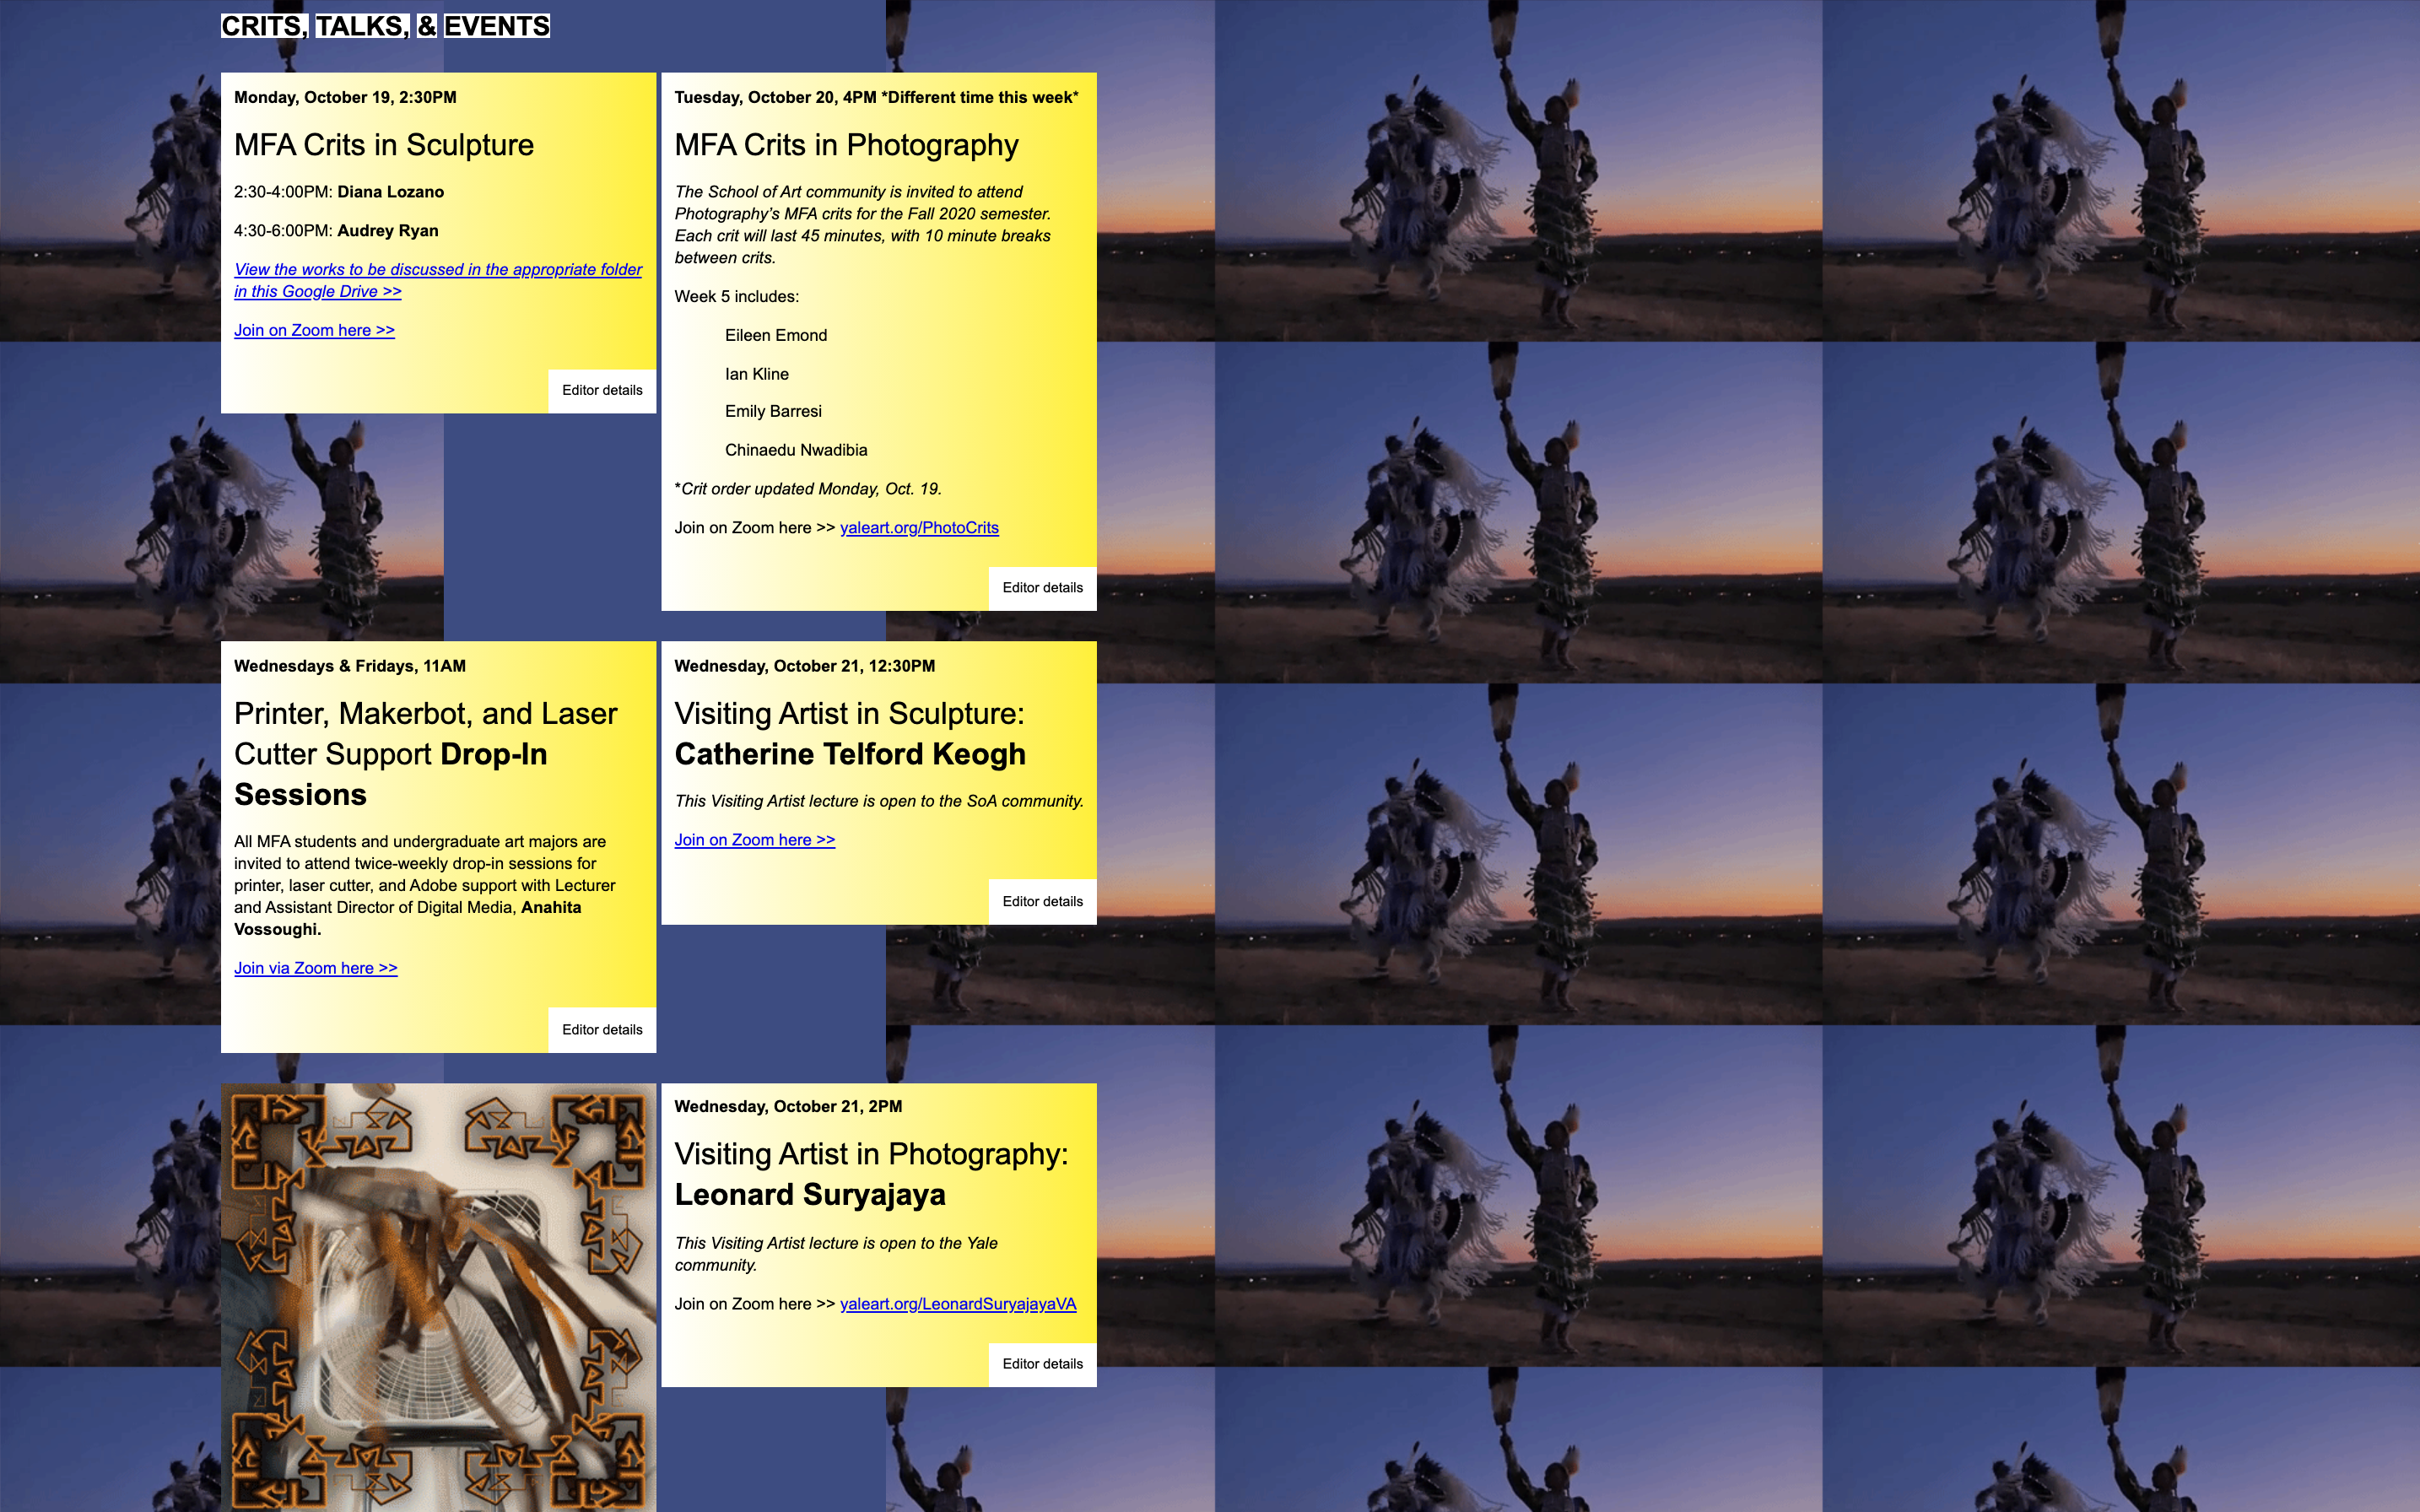 CRITS, TALKS, & EVENTS
Monday, October 19, 2:30PM
MFA Crits in Sculpture
2:30-4:00PM: Diana Lozano
4:30-6:00PM: Audrey Ryan
View the works to be discussed in the appropriate folder
in this Google Drive >>
Join on Zoom here >>
Editor details
Tuesday, October 20, 4PM *Different time this week*
MFA Crits in Photography
The School of Art community is invited to attend
Photography’s MFA crits for the Fall 2020 semester.
Each crit will last 45 minutes, with 10 minute breaks
between crits.
Week 5 includes:
Eileen Emond
Ian Kline
Emily Barresi
Chinaedu Nwadibia
*Crit order updated Monday, Oct. 19.
Join on Zoom here >> yaleart.org/PhotoCrits
Editor details
Wednesdays & Fridays, 11AM
Printer, Makerbot, and Laser
Cutter Support Drop-In
Sessions
All MFA students and undergraduate art majors are
invited to attend twice-weekly drop-in sessions for
printer, laser cutter, and Adobe support with Lecturer
and Assistant Director of Digital Media, Anahita
Vossoughi.
Join via Zoom here >>
Editor details
Wednesday, October 21, 12:30PM
Visiting Artist in Sculpture:
Catherine Telford Keogh
This Visiting Artist lecture is open to the SoA community.
Join on Zoom here >>
Editor details
Wednesday, October 21, 2PM
Visiting Artist in Photography:
Leonard Suryajaya
This Visiting Artist lecture is open to the Yale
community.
Join on Zoom here >> yaleart.org/LeonardSuryajayaVA
Editor details